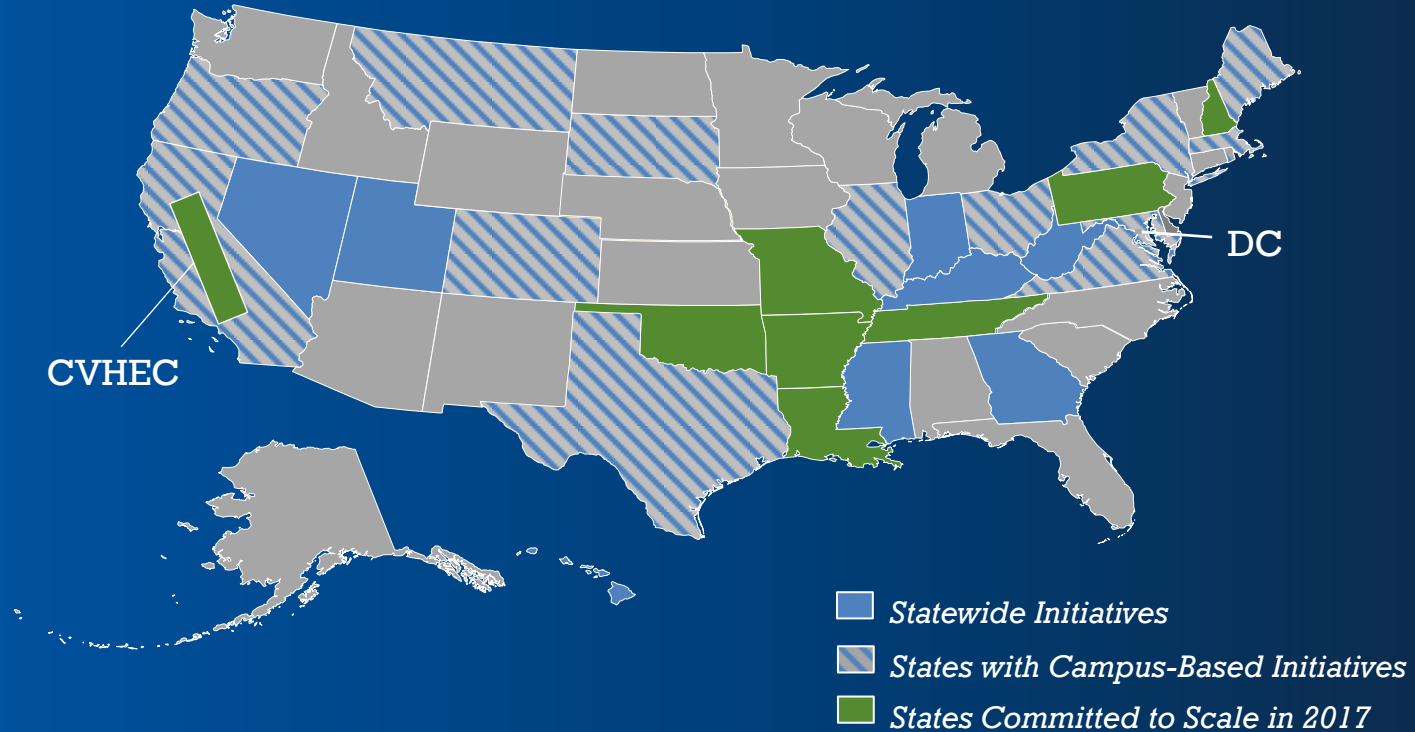 DC
CVHEC
Statewide Initiatives
States with Campus-Based Initiatives
States Committed to Scale in 2017